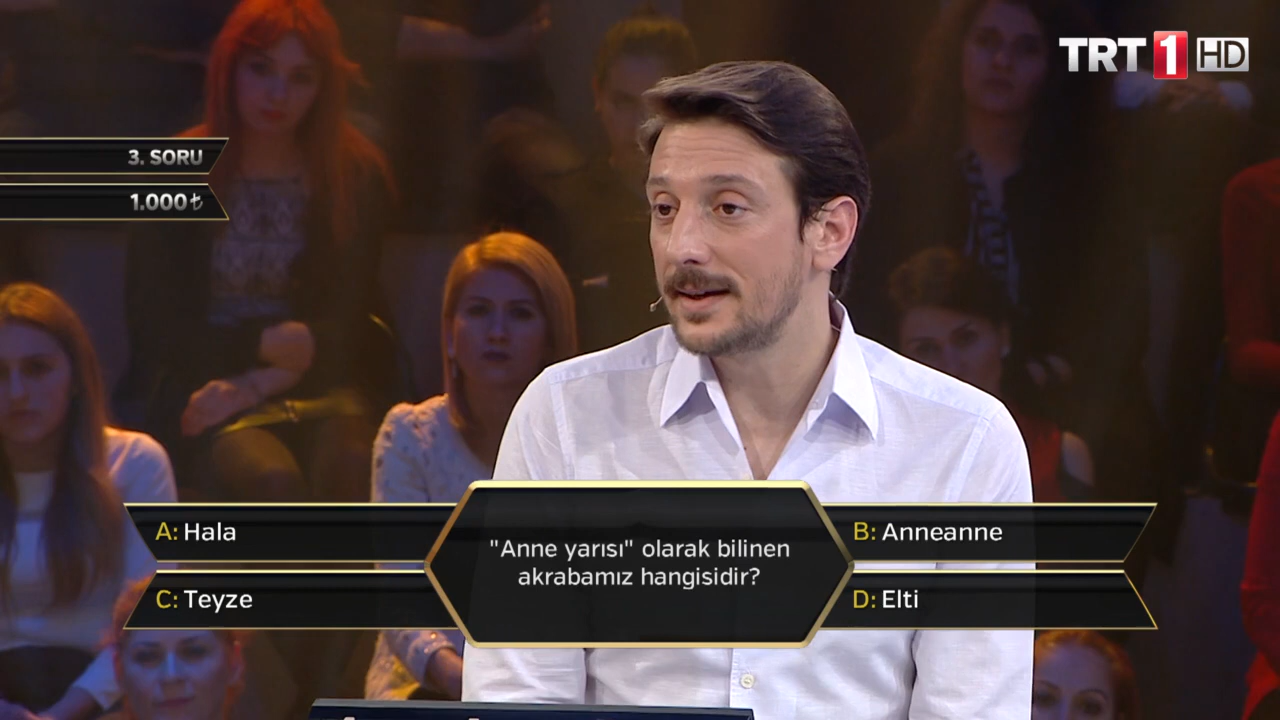 TRT 1 HD
3. SORU
1.000₺
"Anne yarısı" olarak bilinen
akrabamız hangisidir?
A: Hala
B: Anneanne
C: Teyze
D: Elti